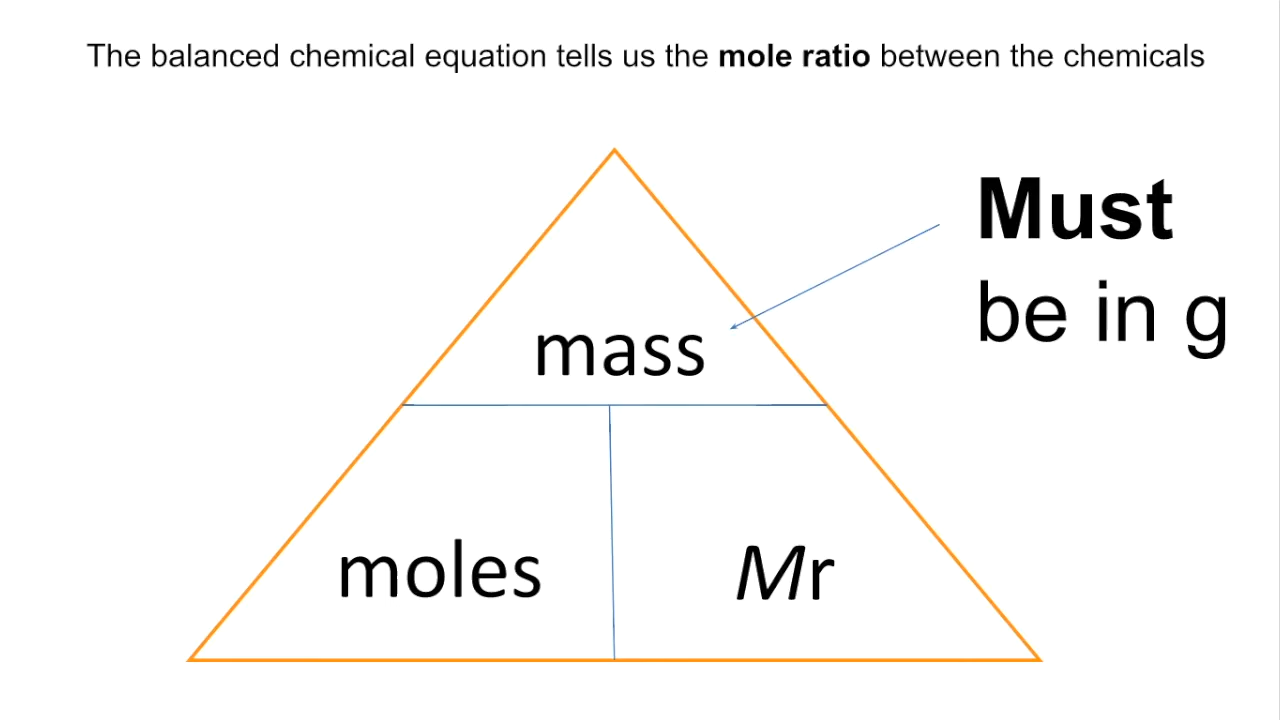 The balanced chemical equation tells us the mole ratio between the chemicals
Must
be in g
mass
moles
Mr